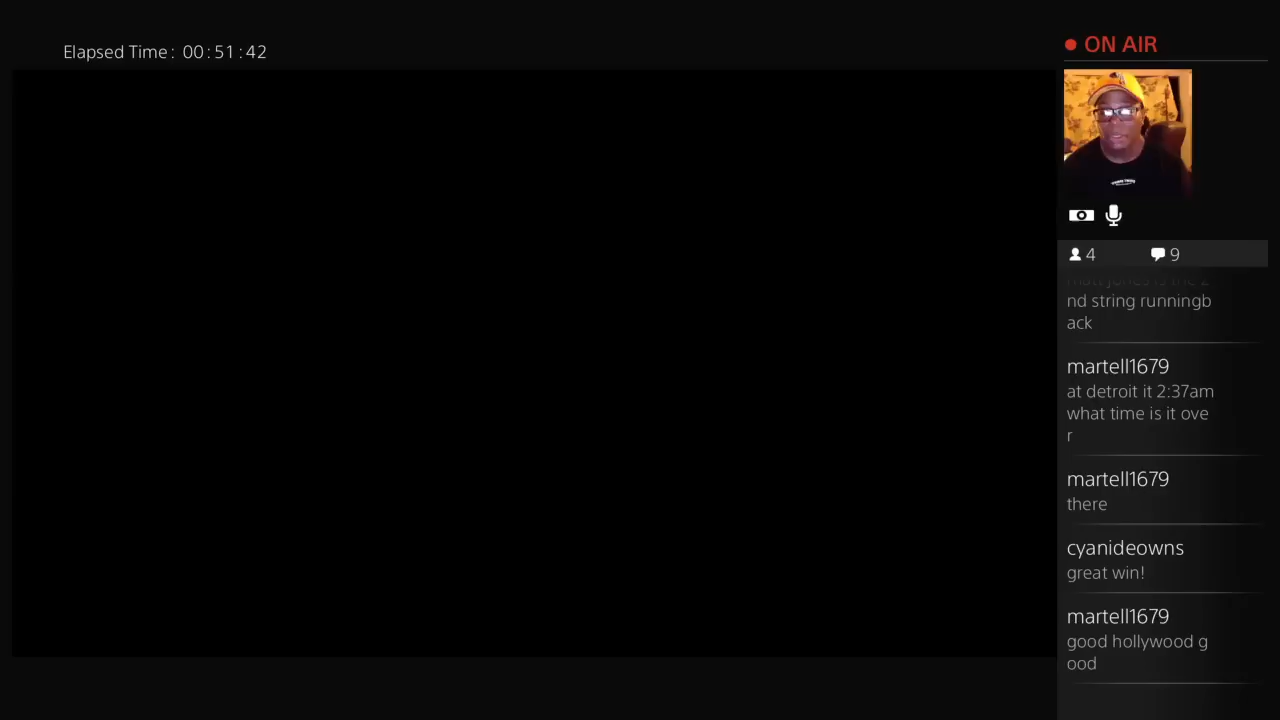 Elapsed Time: 00:51:42
ON AIR
4 9
nd string runningb
ack
martell1679
at detroit it 2:37am
what time is it ove
r
martell1679
there
cyanideowns
great win!
martell1679
good hollywood g
ood